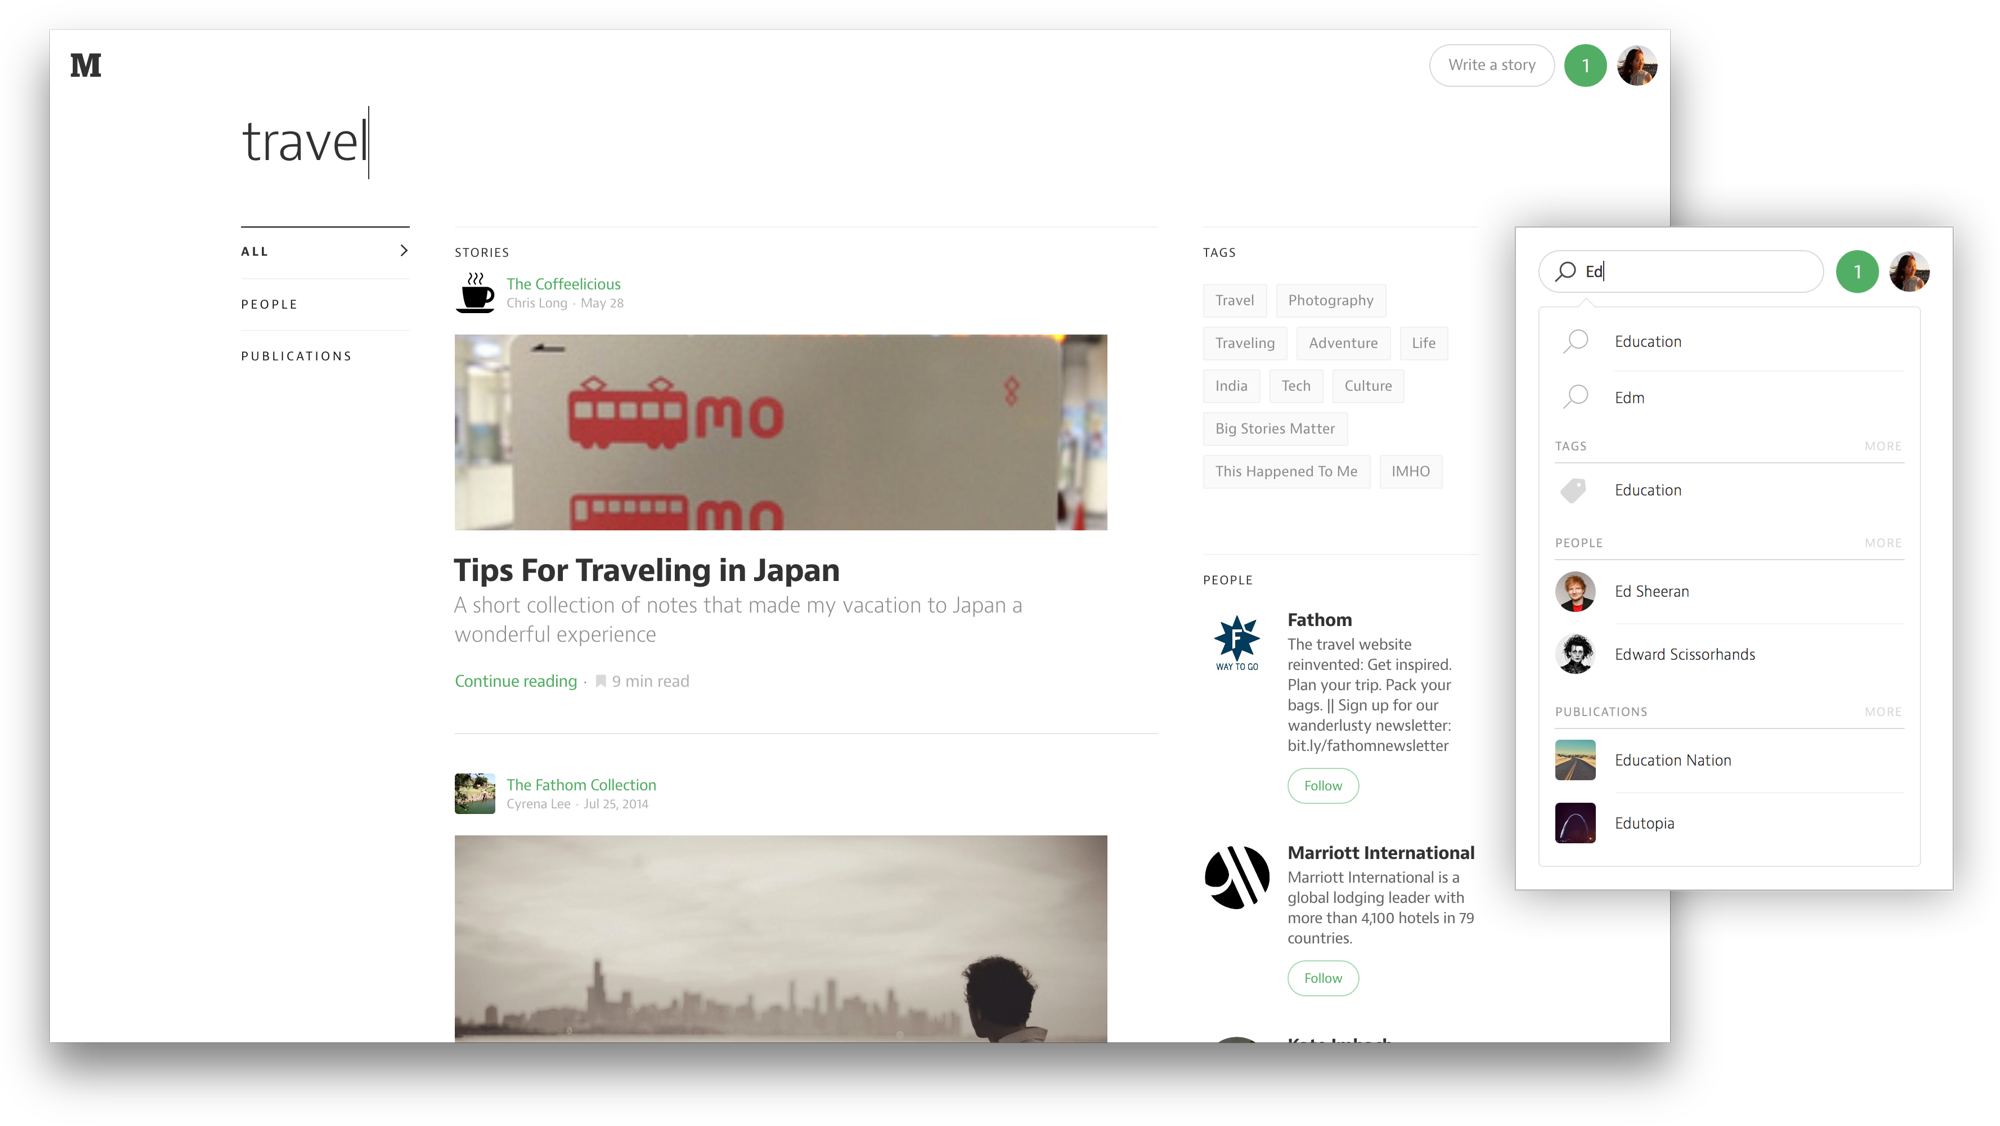 M
Write a story
1
travel
ALL
PEOPLE
PUBLICATIONS
STORIES
The Coffeelicious
Chris Long · May 28
mo
mo
Tips For Traveling in Japan
A short collection of notes that made my vacation to Japan a
wonderful experience
Continue reading · 9 min read
The Fathom Collection
Cyrena Lee · Jul 25, 2014
TAGS
Travel Photography
Traveling Adventure Life
India Tech Culture
Big Stories Matter
This Happened To Me IMHO
PEOPLE
F
WAY TO GO
Fathom
The travel website
reinvented: Get inspired.
Plan your trip. Pack your
bags. || Sign up for our
wanderlusty newsletter:
bit.ly/fathomnewsletter
Follow
Marriott International
Marriott International is a
global lodging leader with
more than 4,100 hotels in 79
countries.
Follow
Ed
1
Education
Edm
TAGS MORE
Education
PEOPLE MORE
Ed Sheeran
Edward Scissorhands
PUBLICATIONS MORE
Education Nation
Edutopia